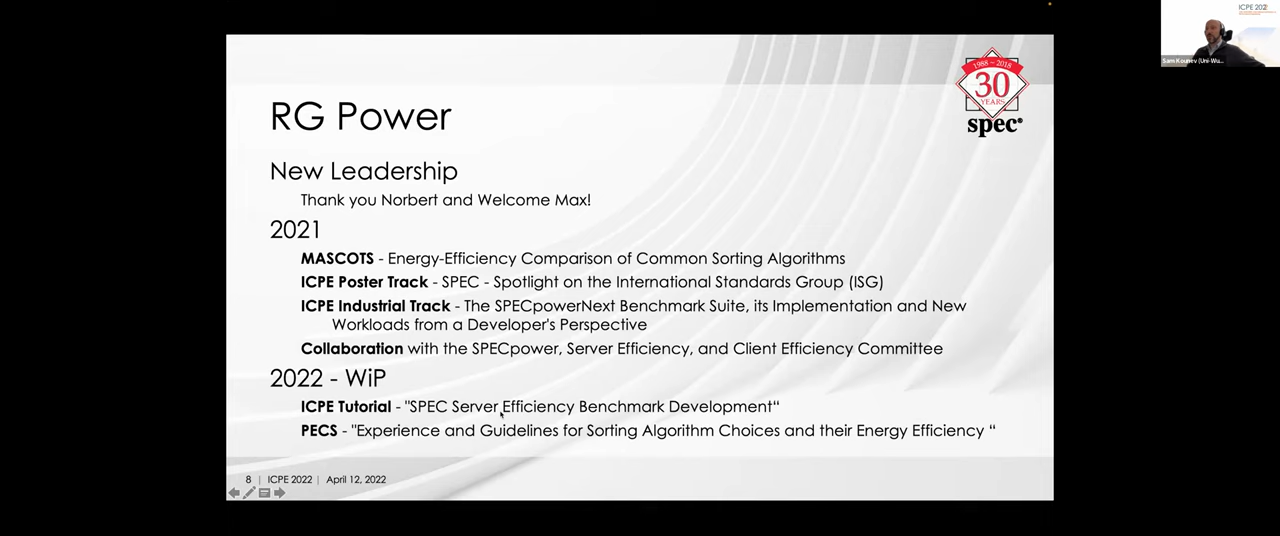 ICPE 202
Sam Kounev (Uni-Wu...
1988 ~ 2018
30
YEARS
spec®
RG Power
New Leadership
Thank you Norbert and Welcome Max!
2021
MASCOTS - Energy-Efficiency Comparison of Common Sorting Algorithms
ICPE Poster Track - SPEC - Spotlight on the International Standards Group (ISG)
ICPE Industrial Track - The SPECpowerNext Benchmark Suite, its Implementation and New
Workloads from a Developer's Perspective
Collaboration with the SPECpower, Server Efficiency, and Client Efficiency Committee
2022 - WiP
ICPE Tutorial - "SPEC Server Efficiency Benchmark Development“
PECS - "Experience and Guidelines for Sorting Algorithm Choices and their Energy Efficiency “
8 | ICPE 2022 | April 12, 2022